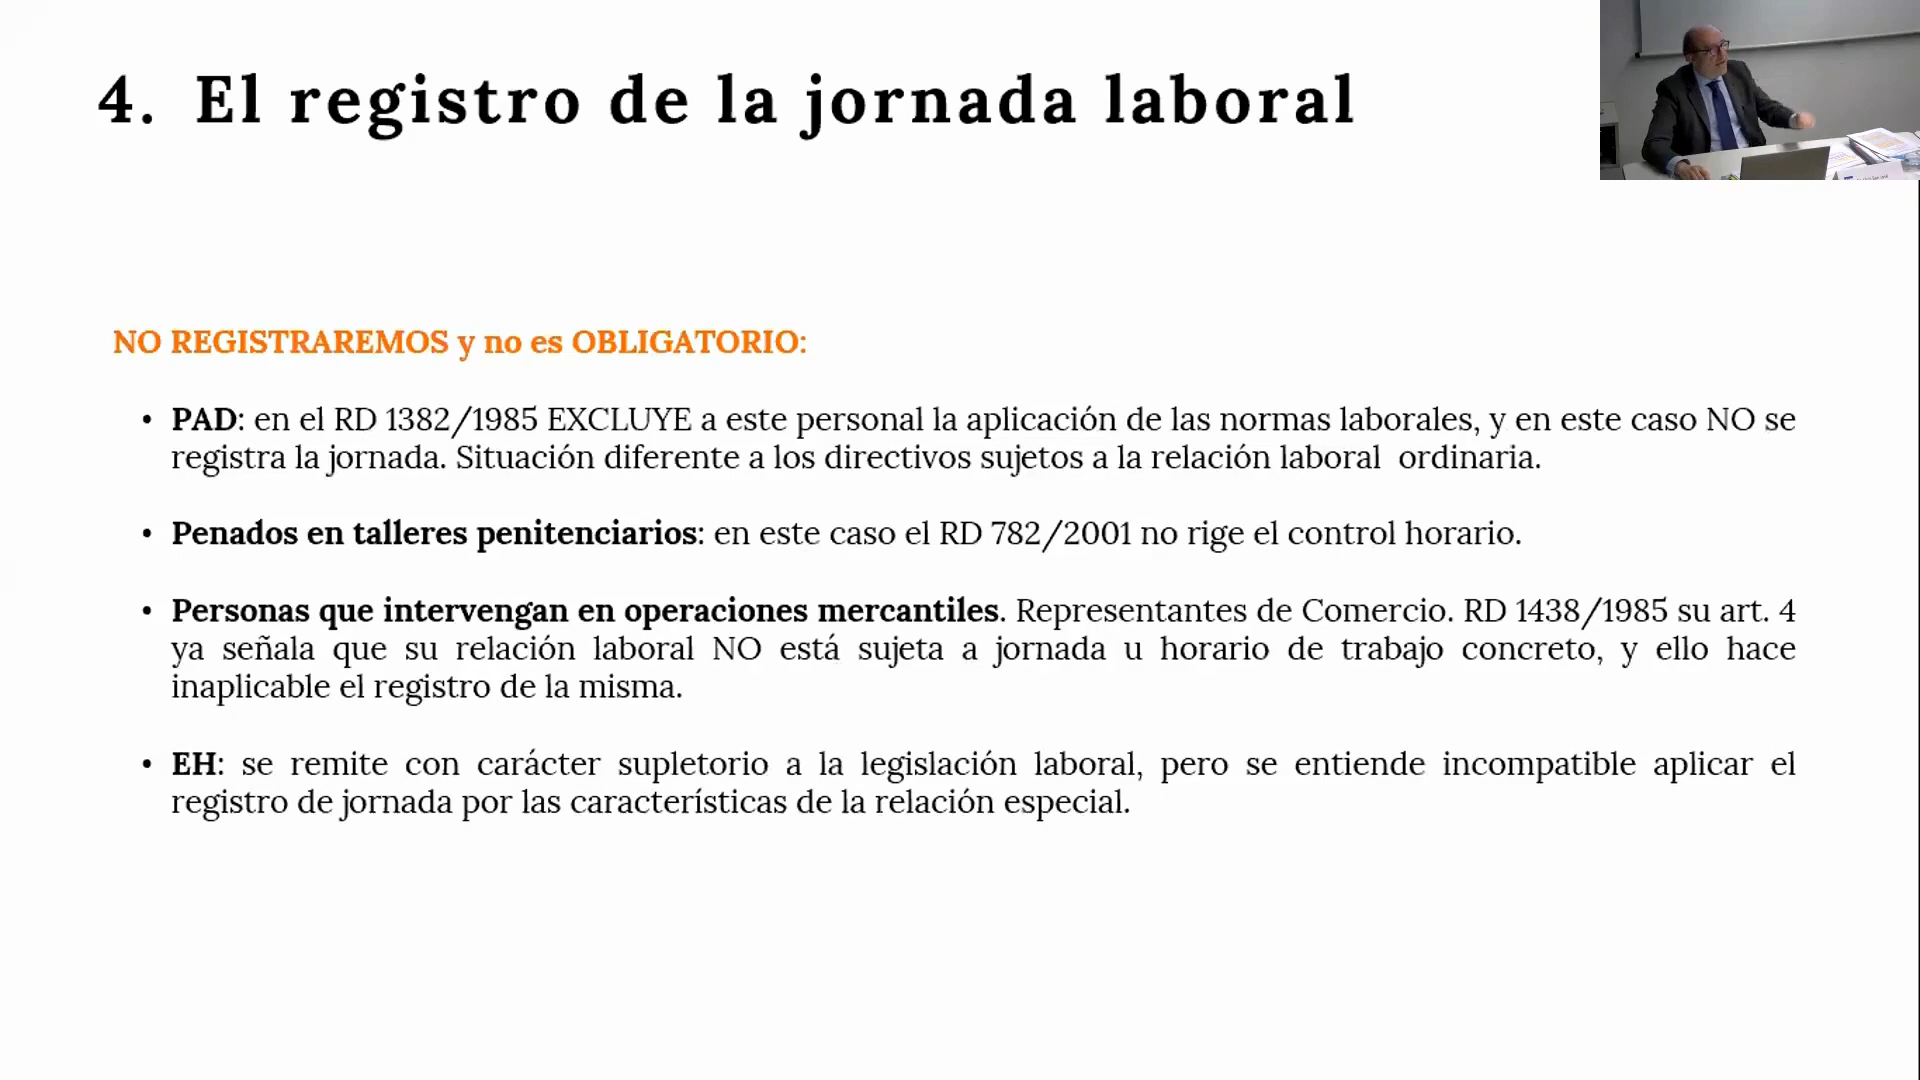 4. El registro de la jornada laboral
NO REGISTRAREMOS y no es OBLIGATORIO:
• PAD: en el RD 1382/1985 EXCLUYE a este personal la aplicación de las normas laborales, y en este caso NO se
registra la jornada. Situación diferente a los directivos sujetos a la relación laboral ordinaria.
• Penados en talleres penitenciarios: en este caso el RD 782/2001 no rige el control horario.
• Personas que intervengan en operaciones mercantiles. Representantes de Comercio. RD 1438/1985 su art. 4
ya señala que su relación laboral NO está sujeta a jornada u horario de trabajo concreto, y ello hace
inaplicable el registro de la misma.
• EH: se remite con carácter supletorio a la legislación laboral, pero se entiende incompatible aplicar el
registro de jornada por las características de la relación especial.